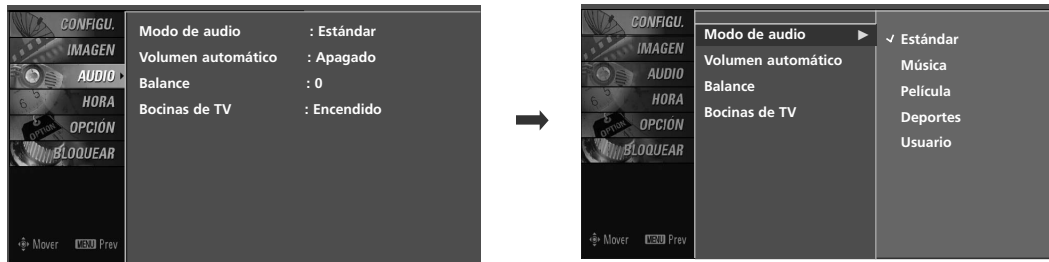 CONFIGU.
IMAGEN
AUDIO
HORA
OPCIÓN
BLOQUEAR
Mover MENU Prev
Modo de audio : Estándar
Volumen automático : Apagado
Balance : 0
Bocinas de TV : Encendido
CONFIGU.
IMAGEN
AUDIO
HORA
OPCIÓN
BLOQUEAR
Mover MENU Prev
Modo de audio
Volumen automático
Balance
Bocinas de TV
Estándar
Música
Película
Deportes
Usuario